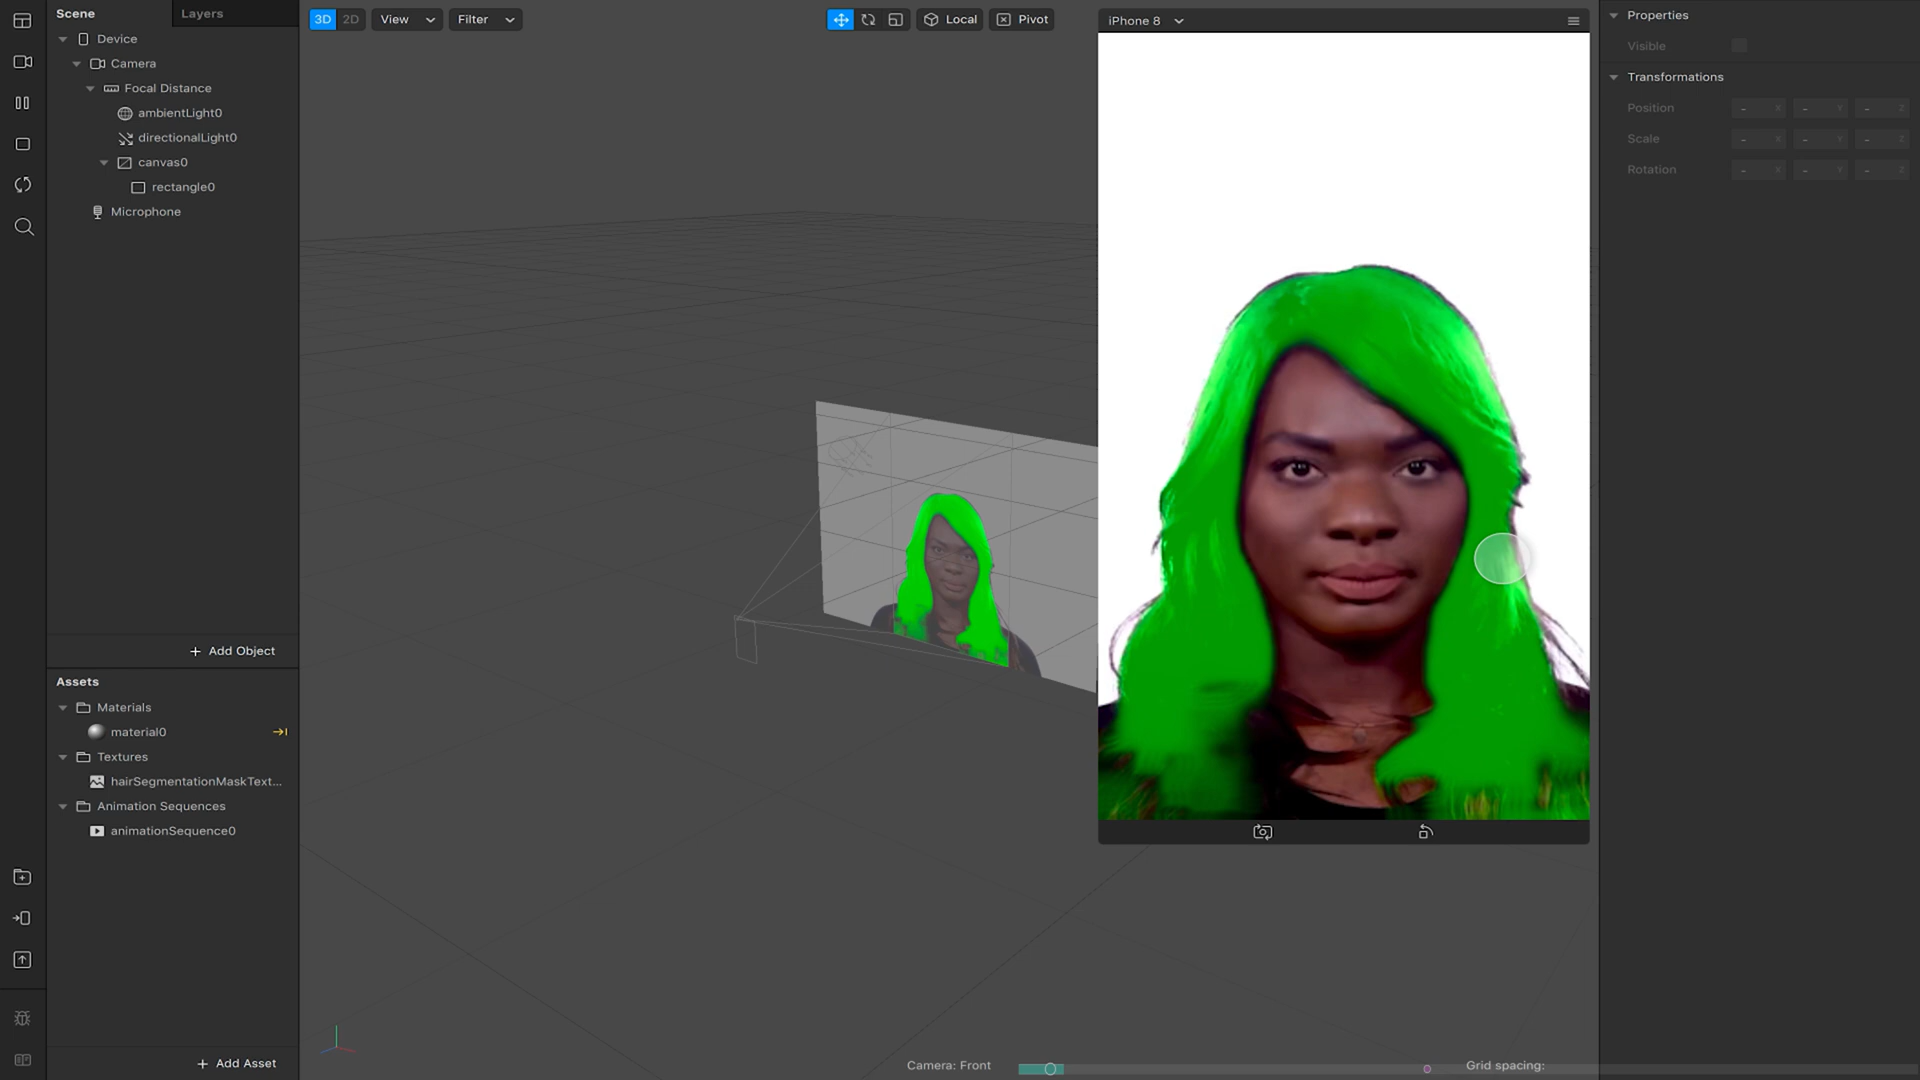 Scene
Layers
Device
Camera
Focal Distance
ambientLight0
directionalLight0
canvas0
rectangle0
Microphone
+ Add Object
Assets
Materials
material0
Textures
hairSegmentationMaskText...
Animation Sequences
animationSequence0
+ Add Asset
3D 2D View Filter
Local Pivot
iPhone 8
Camera: Front
Grid spacing:
Properties
Visible
Transformations
Position - X - Y - Z
Scale - X - Y - Z
Rotation - X - Y - Z